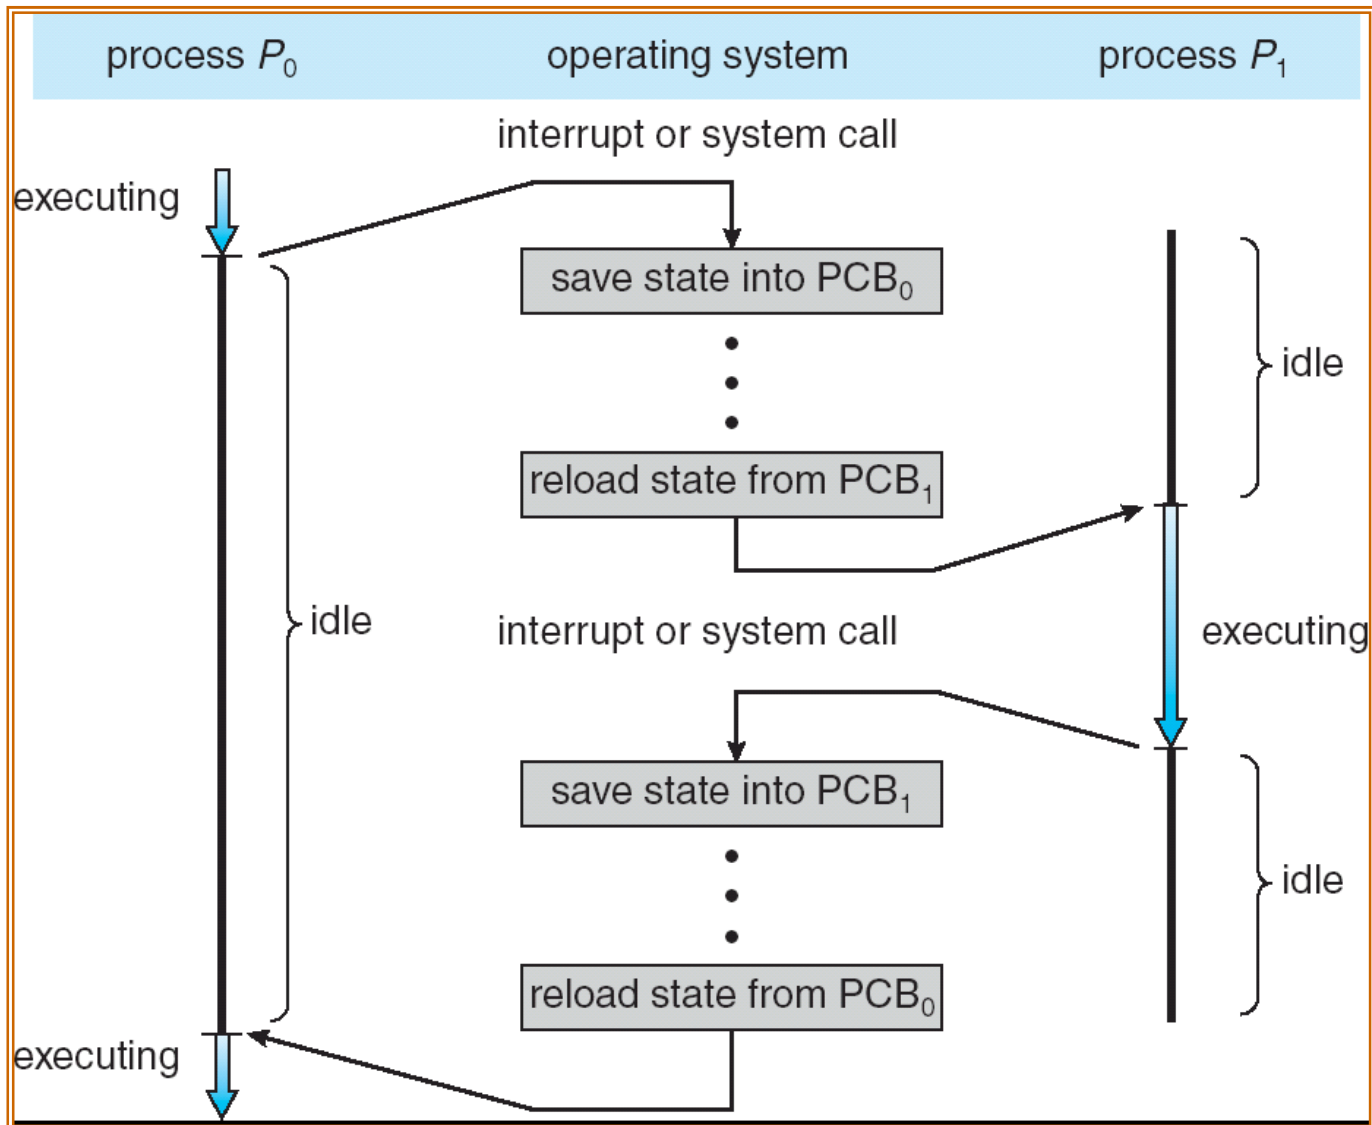 process P₀ operating system process P₁
interrupt or system call
executing
save state into PCB₀
idle
reload state from PCB₁
idle
interrupt or system call
executing
save state into PCB₁
idle
reload state from PCB₀
executing